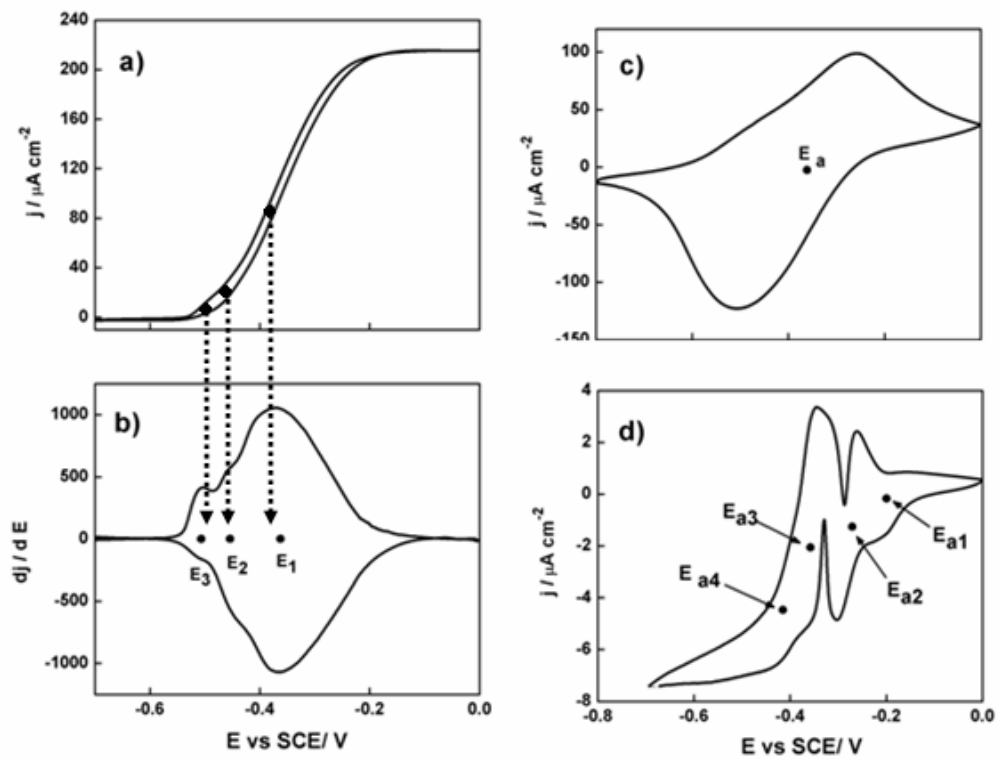 a)
240
200
160
120
80
40
0
j / μA cm⁻²
b)
1000
500
0
-500
-1000
dj / d E
E₃
E₂
E₁
-0.6
-0.4
-0.2
0.0
E vs SCE/ V
c)
100
50
0
-50
-100
-150
j / μA cm⁻²
E a
d)
4
2
0
-2
-4
-6
-8
j / μA cm⁻²
Ea3
E a4
Ea1
Ea2
-0.8
-0.6
-0.4
-0.2
0.0
E vs SCE/ V